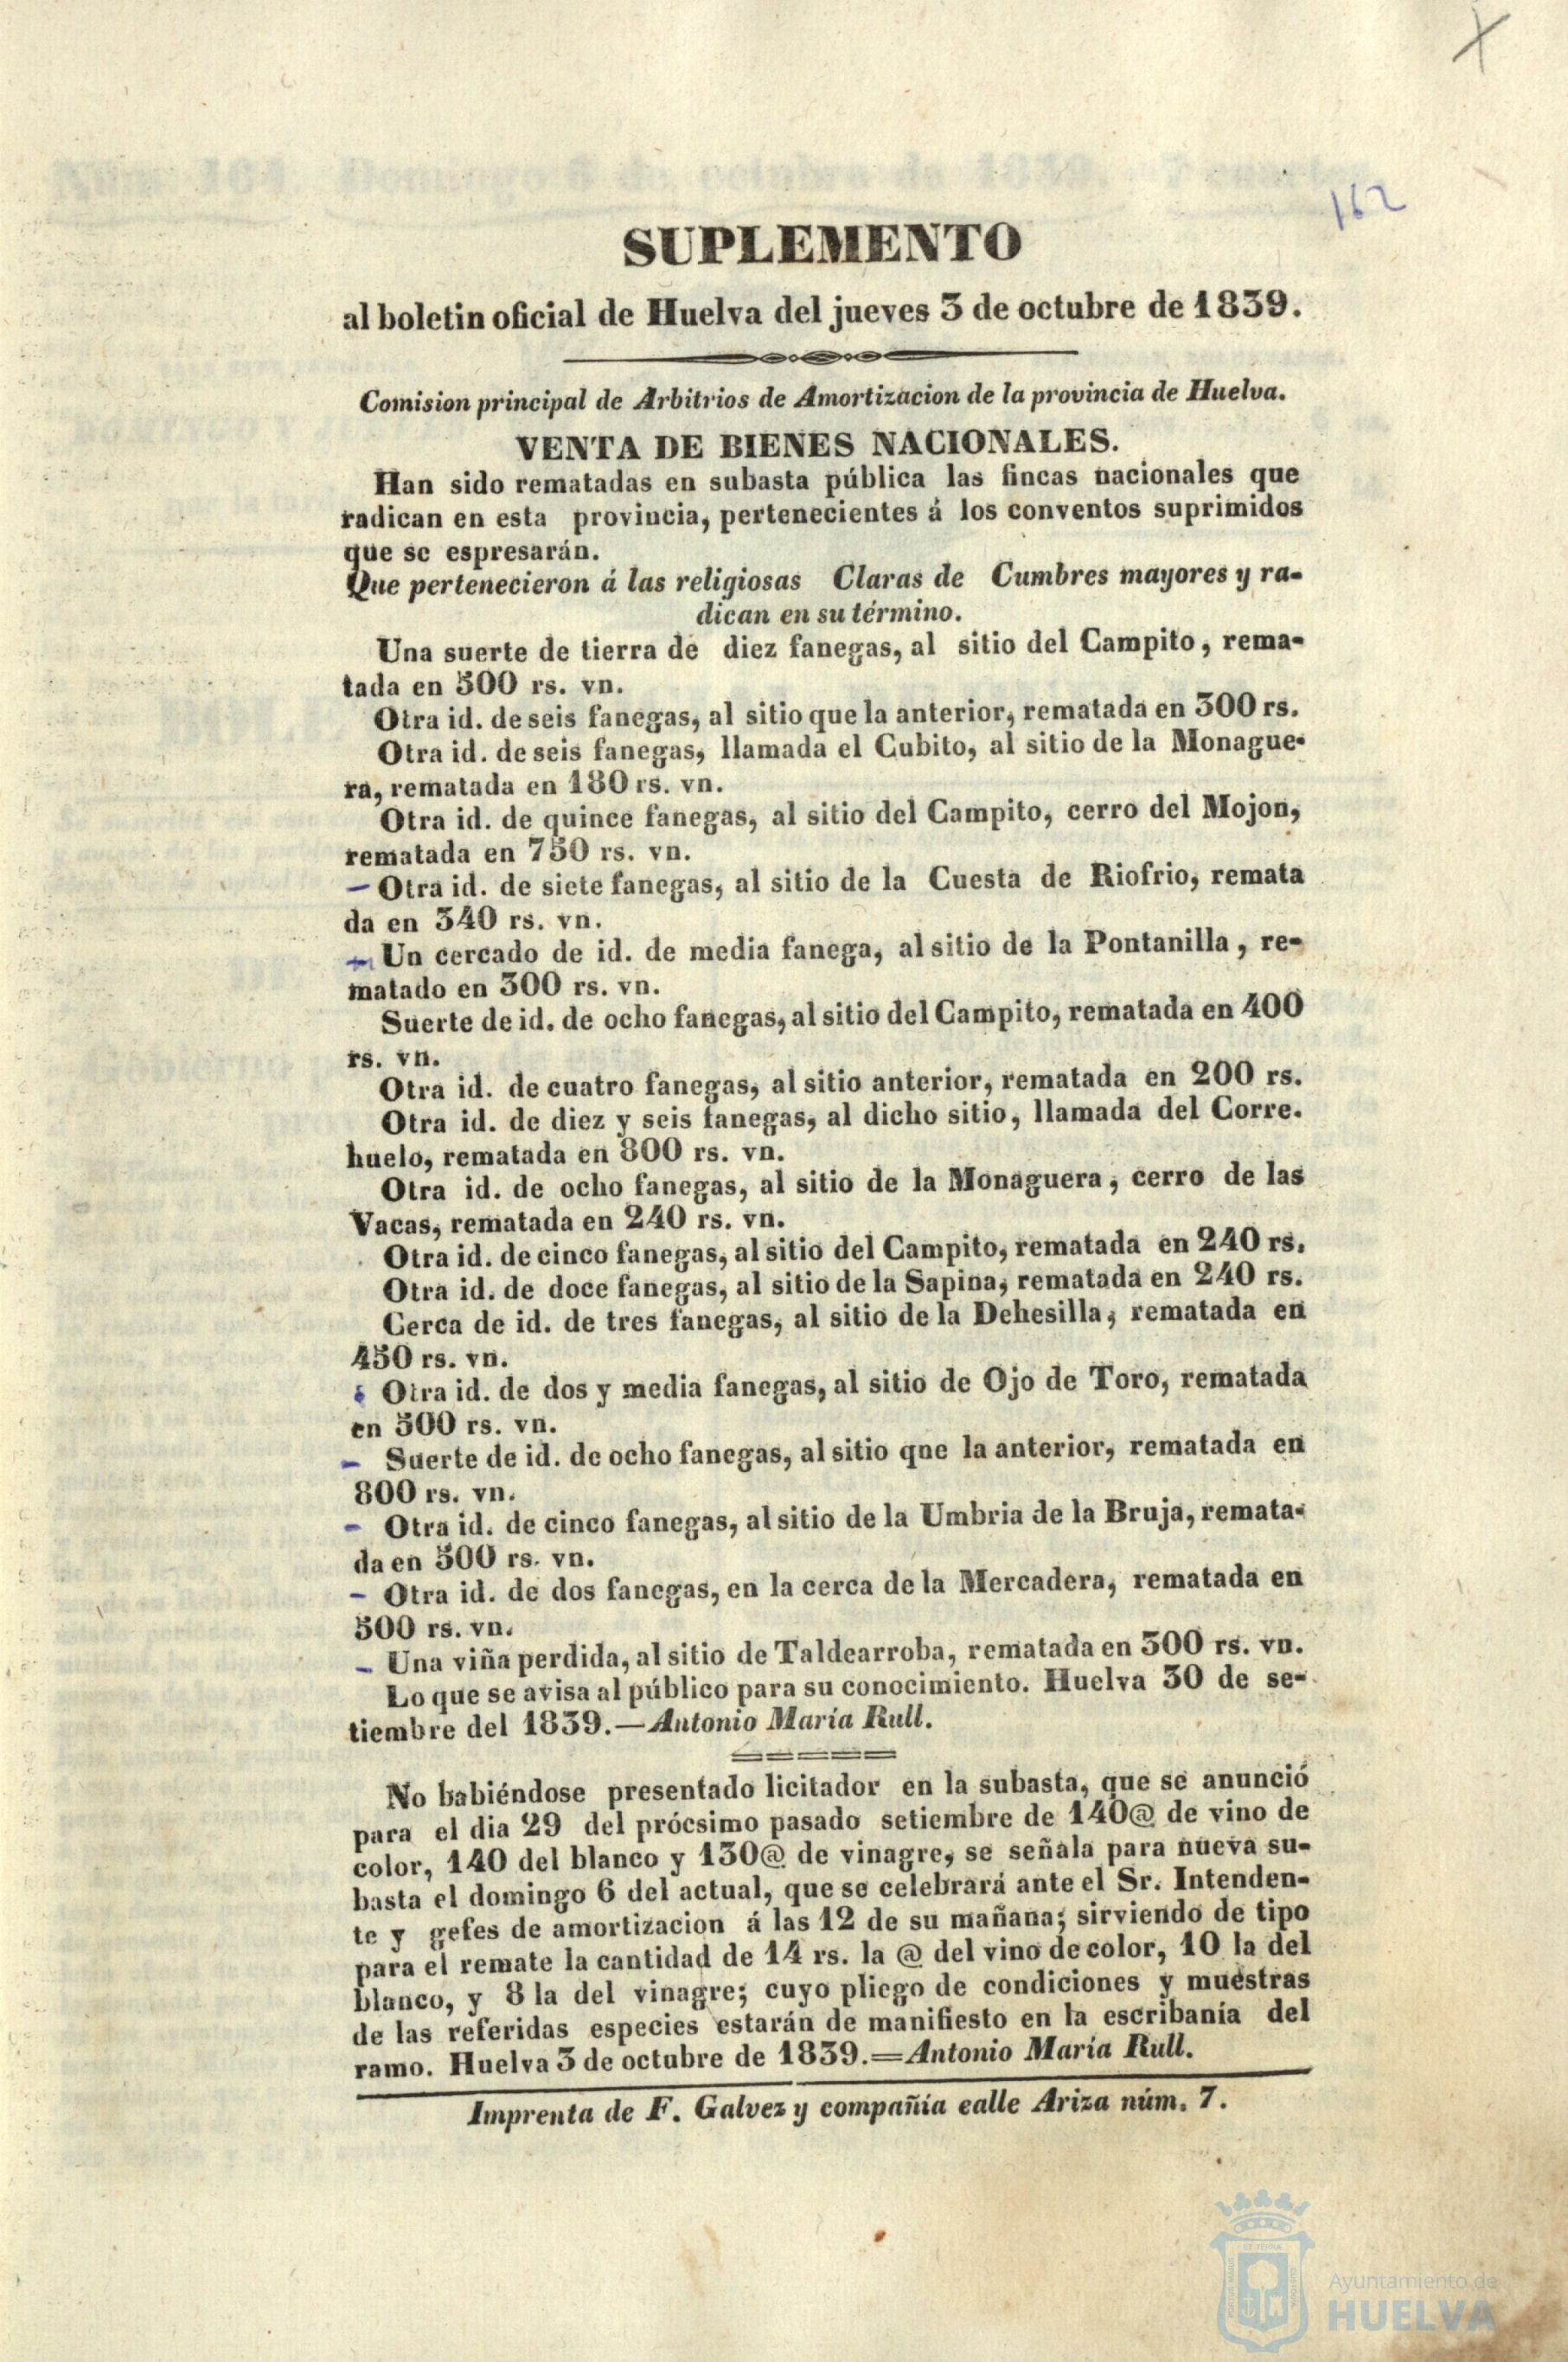 162
SUPLEMENTO
al boletin oficial de Huelva del jueves 3 de octubre de 1839.
Comision principal de Arbitrios de Amortizacion de la provincia de Huelva.
VENTA DE BIENES NACIONALES.
Han sido rematadas en subasta pública las fincas nacionales que
radican en esta provincia, pertenecientes á los conventos suprimidos
que se espresarán.
Que pertenecieron á las religiosas Claras de Cumbres mayores y ra-
dican en su término.
Una suerte de tierra de diez fanegas, al sitio del Campito, rema-
tada en 500 rs. vn.
Otra id. de seis fanegas, al sitio que la anterior, rematada en 300 rs.
Otra id. de seis fanegas, llamada el Cubito, al sitio de la Monague-
ra, rematada en 180 rs. vn.
Otra id. de quince fanegas, al sitio del Campito, cerro del Mojon,
rematada en 750 rs. vn.
Otra id. de siete fanegas, al sitio de la Cuesta de Riofrio, remata
da en 340 rs. vn.
Un cercado de id. de media fanega, al sitio de la Pontanilla, re-
matado en 300 rs. vn.
Suerte de id. de ocho fanegas, al sitio del Campito, rematada en 400
rs. vn.
Otra id. de cuatro fanegas, al sitio anterior, rematada en 200 rs.
Otra id. de diez y seis fanegas, al dicho sitio, llamada del Corre.
huelo, rematada en 800 rs. vn.
Otra id. de ocho fanegas, al sitio de la Monaguera, cerro de las
Vacas, rematada en 240 rs. vn.
Otra id. de cinco fanegas, al sitio del Campito, rematada en 240 rs.
Otra id. de doce fanegas, al sitio de la Sapina, rematada en 240 rs.
Cerca de id. de tres fanegas, al sitio de la Dehesilla, rematada en
450 rs. vn.
Otra id. de dos y media fanegas, al sitio de Ojo de Toro, rematada
en 500 rs. vn.
Suerte de id. de ocho fanegas, al sitio que la anterior, rematada en
800 rs. vn.
Otra id. de cinco fanegas, al sitio de la Umbria de la Bruja, remata-
da en 500 rs. vn.
Otra id. de dos fanegas, en la cerca de la Mercadera, rematada en
500 rs. vn.
Una viña perdida, al sitio de Taldearroba, rematada en 300 rs. vn.
Lo que se avisa al público para su conocimiento. Huelva 30 de se-
tiembre del 1839.—Antonio María Rull.
No habiéndose presentado licitador en la subasta, que se anunció
para el dia 29 del prócsimo pasado setiembre de 140@ de vino de
color, 140 del blanco y 130@ de vinagre, se señala para nueva su-
basta el domingo 6 del actual, que se celebrará ante el Sr. Intenden-
te y gefes de amortizacion á las 12 de su mañana; sirviendo de tipo
para el remate la cantidad de 14 rs. la @ del vino de color, 10 la del
blanco, y 8 la del vinagre; cuyo pliego de condiciones y muestras
de las referidas especies estarán de manifiesto en la escribanía del
ramo. Huelva 3 de octubre de 1839.=Antonio María Rull.
Imprenta de F. Galvez y compañía calle Ariza núm. 7.
Ayuntamiento de
HUELVA